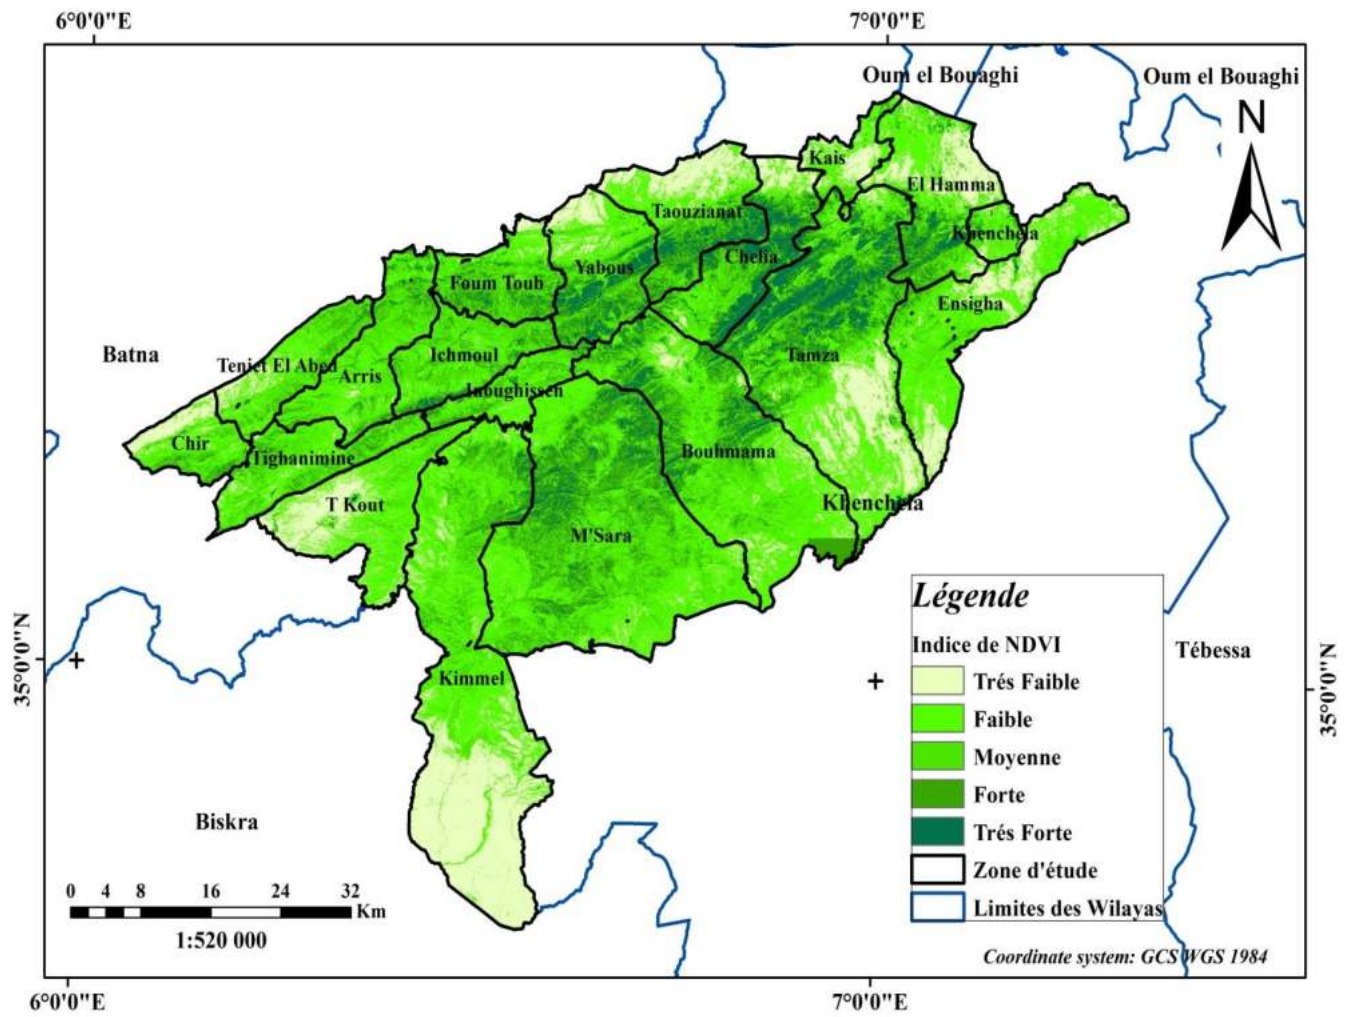 6°0'0"E
7°0'0"E
Oum el Bouaghi
Oum el Bouaghi
N
Kais
El Hamma
Taouzianat
Khenchela
Chelia
Yabous
Foum Toub
Ensigha
Batna
Ichmoul
Tamza
Teniet El Abed
Arris
Inoughissen
Chir
Bouhmama
Tighanimine
T Kout
Khenchela
M'Sara
Légende
Indice de NDVI
Trés Faible
Faible
Moyenne
Forte
Trés Forte
Zone d'étude
Limites des Wilayas
Tébessa
35°0'0"N
35°0'0"N
Kimmel
Biskra
0 4 8 16 24 32
Km
1:520 000
Coordinate system: GCS WGS 1984
6°0'0"E
7°0'0"E